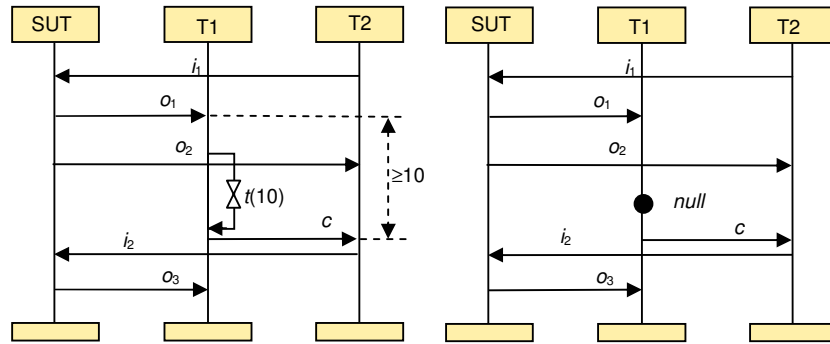 SUT T1 T2 SUT T1 T2
i₁ i₁
o₁ o₁
o₂ o₂
≥10
t(10) null
c c
i₂ i₂
o₃ o₃